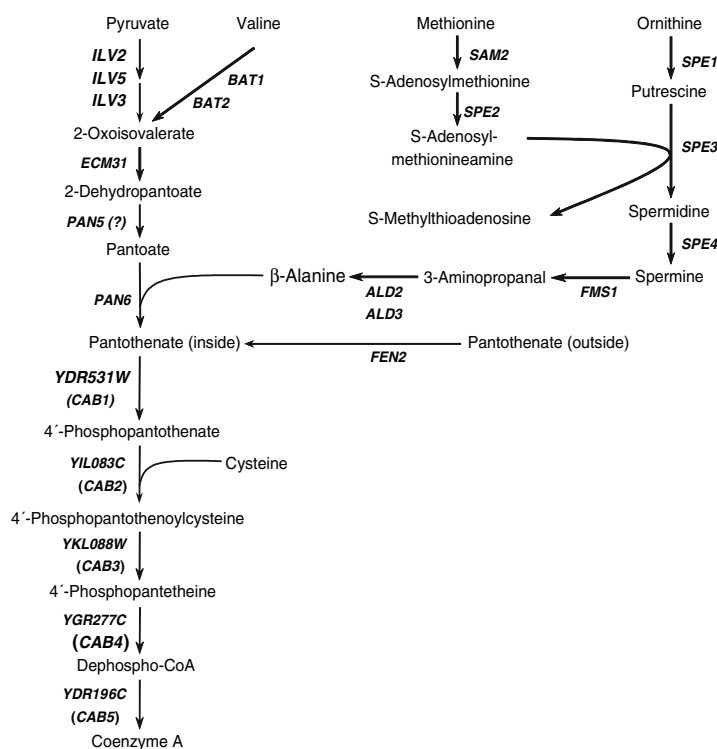 Pyruvate Valine Methionine Ornithine
ILV2
ILV5
ILV3
BAT1
BAT2
SAM2
SPE1
S-Adenosylmethionine
Putrescine
SPE2
2-Oxoisovalerate
S-Adenosyl-
methionineamine
SPE3
ECM31
2-Dehydropantoate
S-Methylthioadenosine
Spermidine
PAN5 (?)
SPE4
Pantoate
β-Alanine 3-Aminopropanal Spermine
ALD2
ALD3
FMS1
PAN6
Pantothenate (inside) Pantothenate (outside)
FEN2
YDR531W
(CAB1)
4´-Phosphopantothenate
YIL083C
(CAB2)
Cysteine
4´-Phosphopantothenoylcysteine
YKL088W
(CAB3)
4´-Phosphopantetheine
YGR277C
(CAB4)
Dephospho-CoA
YDR196C
(CAB5)
Coenzyme A